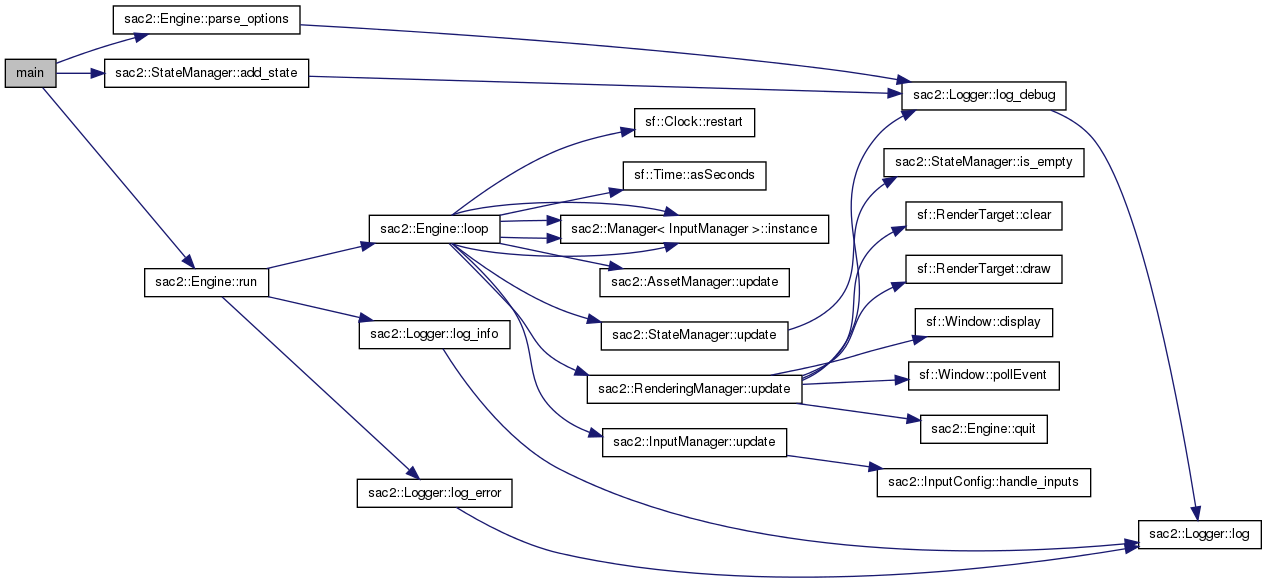 sac2::Engine::parse_options
main
sac2::StateManager::add_state
sac2::Logger::log_debug
sf::Clock::restart
sac2::StateManager::is_empty
sf::Time::asSeconds
sf::RenderTarget::clear
sac2::Engine::loop
sac2::Manager< InputManager >::instance
sf::RenderTarget::draw
sac2::Engine::run
sac2::AssetManager::update
sf::Window::display
sac2::Logger::log_info
sac2::StateManager::update
sf::Window::pollEvent
sac2::RenderingManager::update
sac2::Engine::quit
sac2::InputManager::update
sac2::InputConfig::handle_inputs
sac2::Logger::log_error
sac2::Logger::log